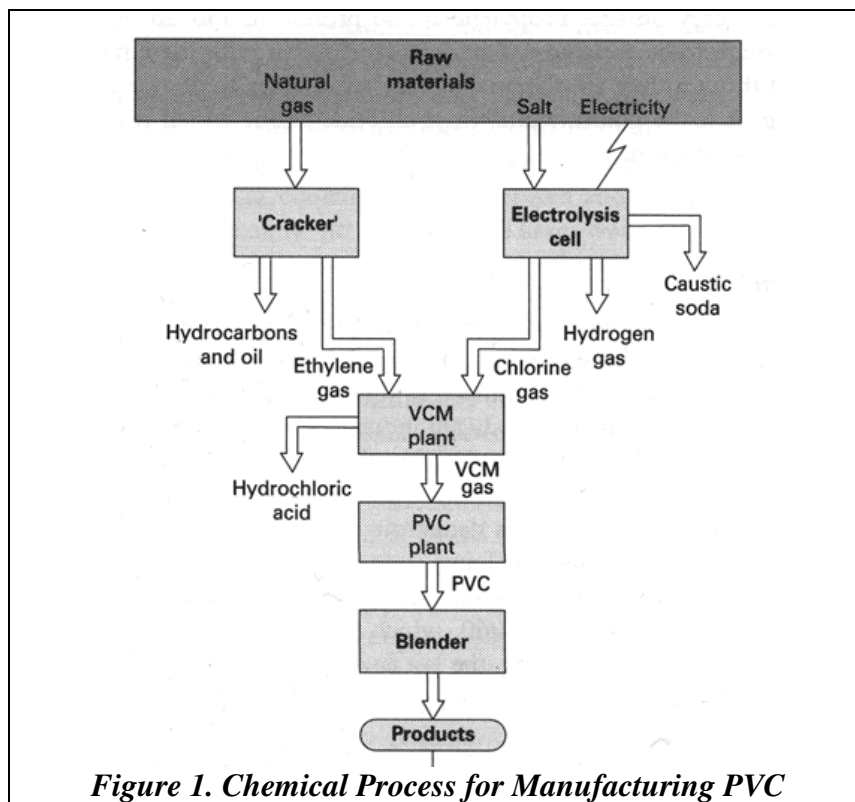 Raw
materials
Natural
gas
Salt
Electricity
'Cracker'
Electrolysis
cell
Caustic
soda
Hydrocarbons
and oil
Ethylene
gas
Chlorine
gas
Hydrogen
gas
VCM
plant
Hydrochloric
acid
VCM
gas
PVC
plant
PVC
Blender
Products
Figure 1. Chemical Process for Manufacturing PVC